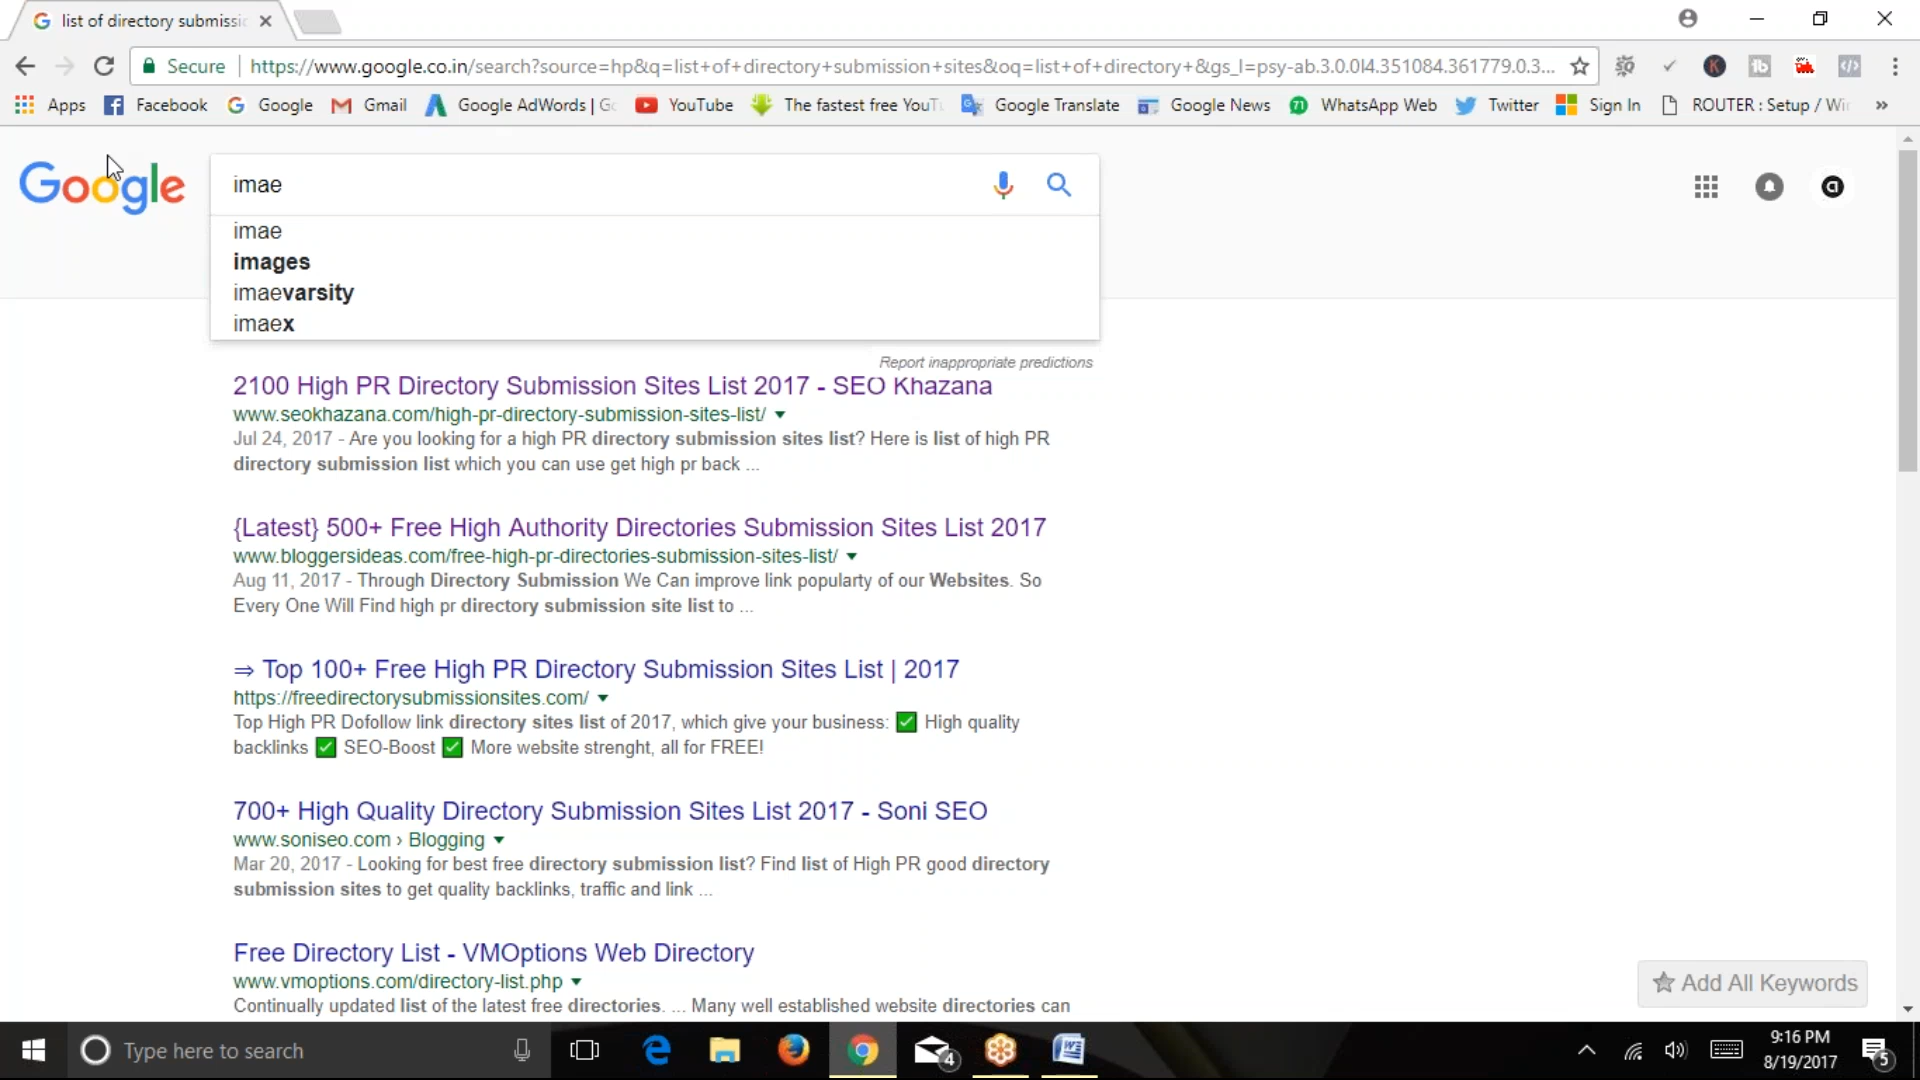 list of directory submissi
Secure
https://www.google.co.in/search?source=hp&q=list+of+directory+submission+sites&oq=list+of+directory+&gs_l=psy-ab.3.0.0l4.351084.361779.0.3...
Apps Facebook Google Gmail Google AdWords | G YouTube The fastest free YouT Google Translate Google News 71 WhatsApp Web Twitter Sign In ROUTER : Setup / Wi »
Google
imae
imae
images
imaevarsity
imaex
Report inappropriate predictions
2100 High PR Directory Submission Sites List 2017 - SEO Khazana
www.seokhazana.com/high-pr-directory-submission-sites-list/
Jul 24, 2017 - Are you looking for a high PR directory submission sites list? Here is list of high PR
directory submission list which you can use get high pr back ...
{Latest} 500+ Free High Authority Directories Submission Sites List 2017
www.bloggersideas.com/free-high-pr-directories-submission-sites-list/
Aug 11, 2017 - Through Directory Submission We Can improve link popularty of our Websites. So
Every One Will Find high pr directory submission site list to ...
⇒ Top 100+ Free High PR Directory Submission Sites List | 2017
https://freedirectorysubmissionsites.com/
Top High PR Dofollow link directory sites list of 2017, which give your business: ✅ High quality
backlinks ✅ SEO-Boost ✅ More website strenght, all for FREE!
700+ High Quality Directory Submission Sites List 2017 - Soni SEO
www.soniseo.com › Blogging
Mar 20, 2017 - Looking for best free directory submission list? Find list of High PR good directory
submission sites to get quality backlinks, traffic and link ...
Free Directory List - VMOptions Web Directory
www.vmoptions.com/directory-list.php
Continually updated list of the latest free directories. ... Many well established website directories can
Add All Keywords
Type here to search
4
9:16 PM
8/19/2017
5